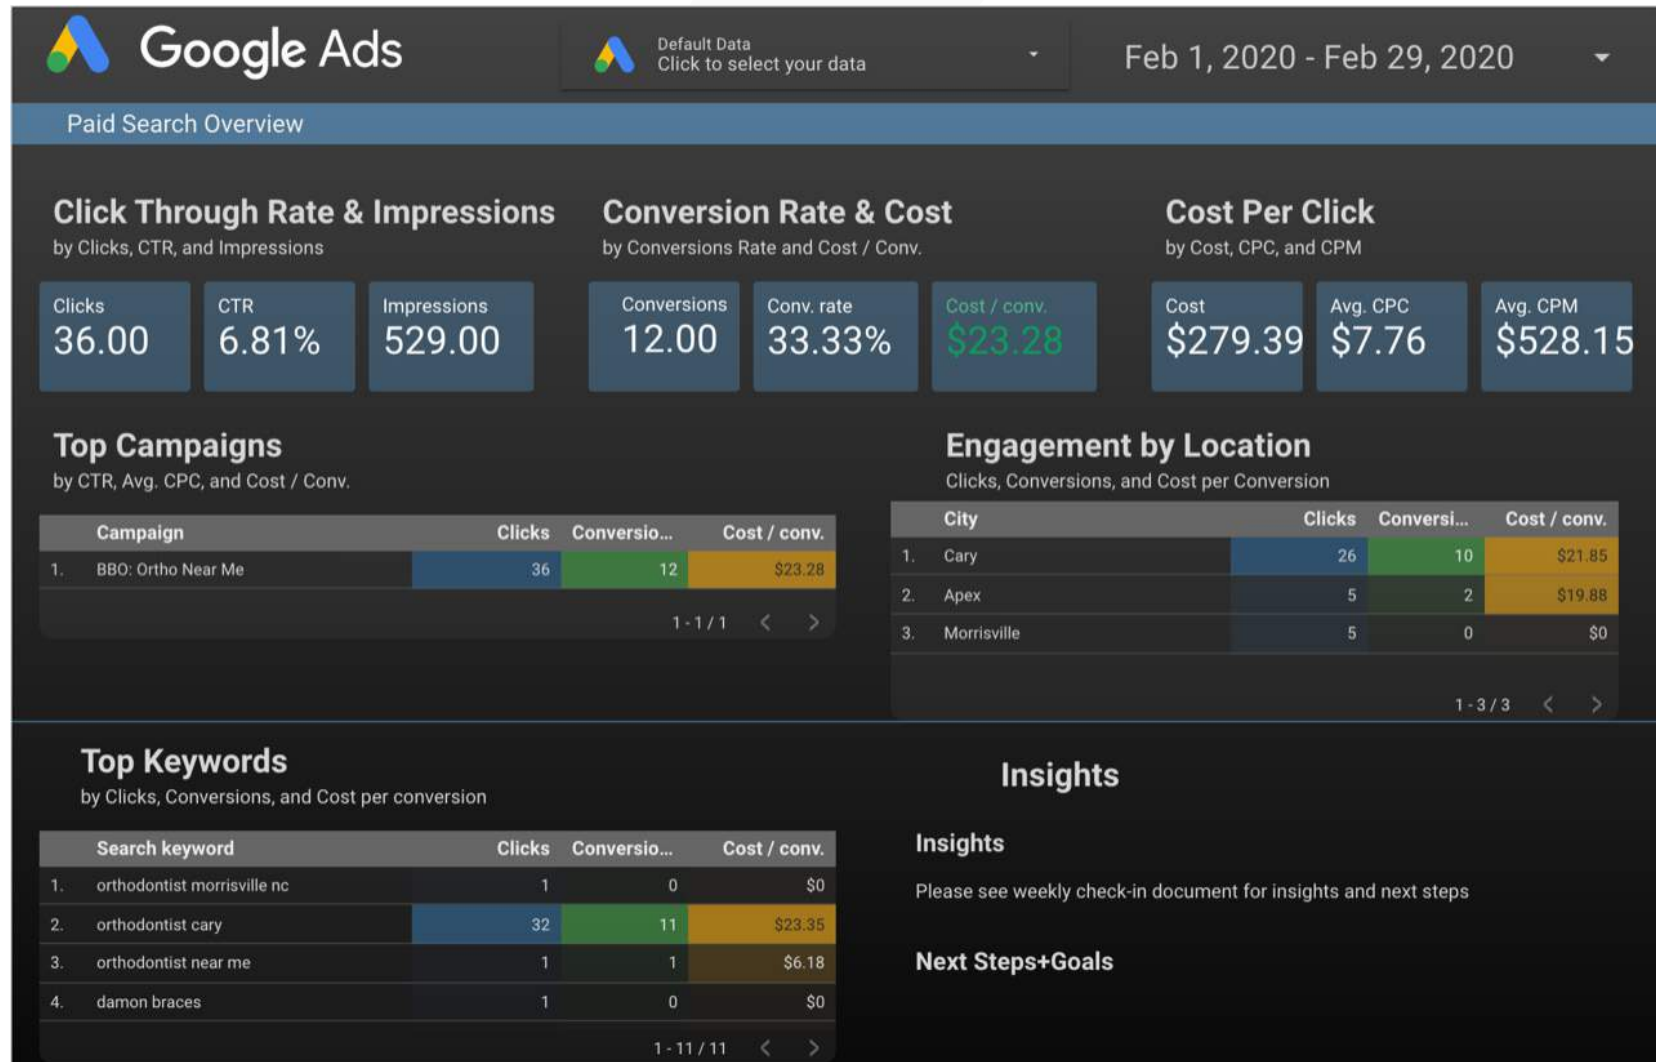 Google Ads
Default Data
Click to select your data
Feb 1, 2020 - Feb 29, 2020
Paid Search Overview
Click Through Rate & Impressions
by Clicks, CTR, and Impressions
Clicks
36.00
CTR
6.81%
Impressions
529.00
Conversion Rate & Cost
by Conversions Rate and Cost / Conv.
Conversions
12.00
Conv. rate
33.33%
Cost / conv.
$23.28
Cost Per Click
by Cost, CPC, and CPM
Cost
$279.39
Avg. CPC
$7.76
Avg. CPM
$528.15
Top Campaigns
by CTR, Avg. CPC, and Cost / Conv.
Campaign Clicks Conversio... Cost / conv.
1. BBO: Ortho Near Me 36 12 $23.28
1 - 1 / 1 < >
Engagement by Location
Clicks, Conversions, and Cost per Conversion
City Clicks Conversi... Cost / conv.
1. Cary 26 10 $21.85
2. Apex 5 2 $19.88
3. Morrisville 5 0 $0
1 - 3 / 3 < >
Top Keywords
by Clicks, Conversions, and Cost per conversion
Search keyword Clicks Conversio... Cost / conv.
1. orthodontist morrisville nc 1 0 $0
2. orthodontist cary 32 11 $23.35
3. orthodontist near me 1 1 $6.18
4. damon braces 1 0 $0
1 - 11 / 11 < >
Insights
Insights
Please see weekly check-in document for insights and next steps
Next Steps+Goals